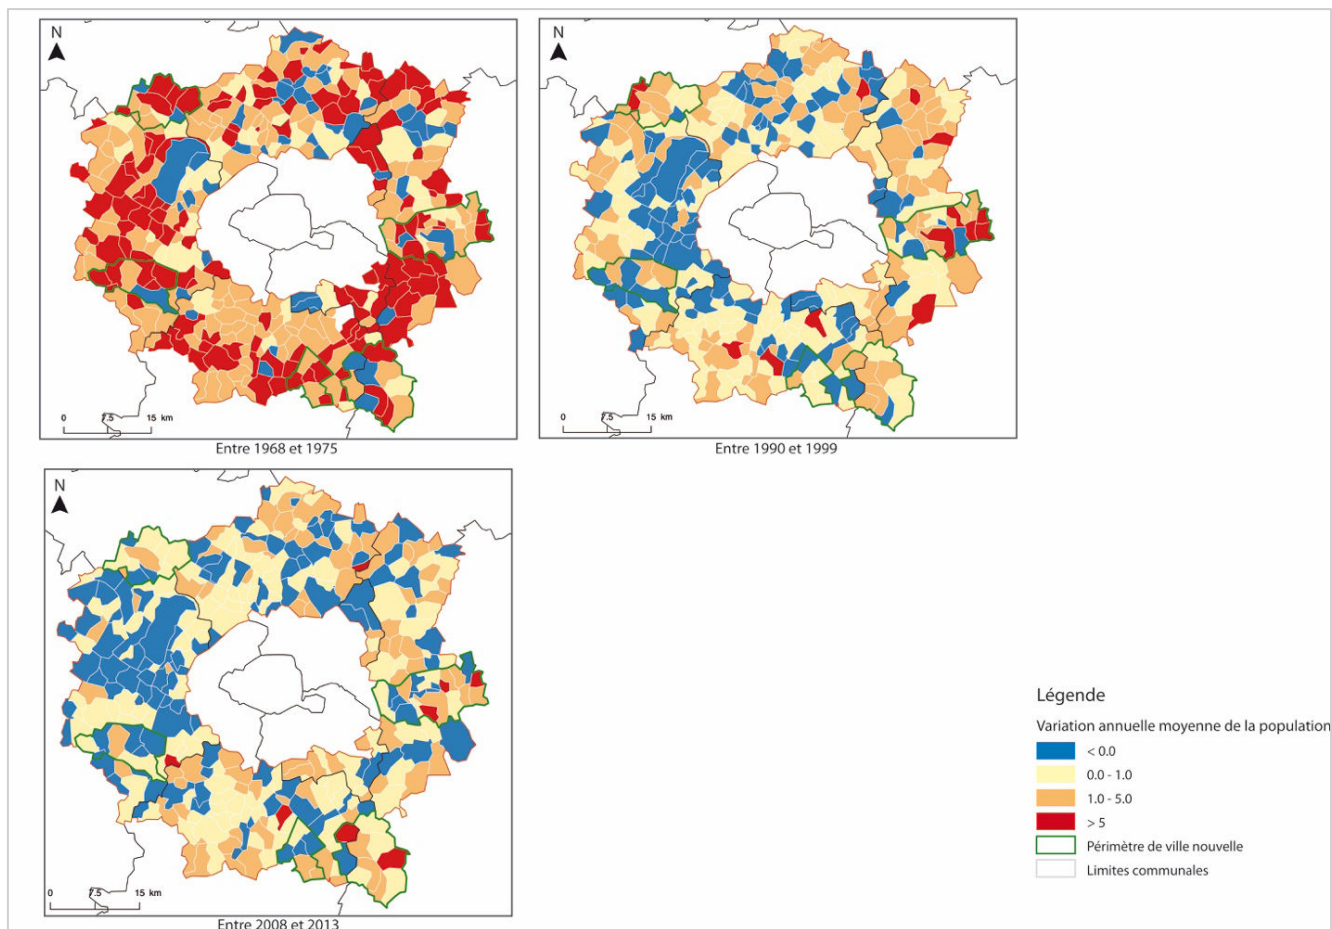 N
0 7.5 15 km
Entre 1968 et 1975
N
0 7.5 15 km
Entre 1990 et 1999
N
0 7.5 15 km
Entre 2008 et 2013
Légende
Variation annuelle moyenne de la population
< 0.0
0.0 - 1.0
1.0 - 5.0
> 5
Périmètre de ville nouvelle
Limites communales